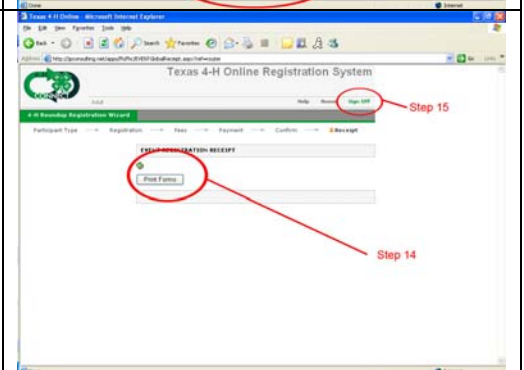 Done Internet
Texas 4-H Online - Microsoft Internet Explorer
File Edit View Favorites Tools Help
Back Search Favorites
Address
Texas 4-H Online Registration System
CONNECT
Help Sign Off
Step 15
4-H Roundup Registration Wizard
Participant Type Registration Fees Payment Confirm Receipt
EVENT REGISTRATION RECEIPT
Print Forms
Step 14